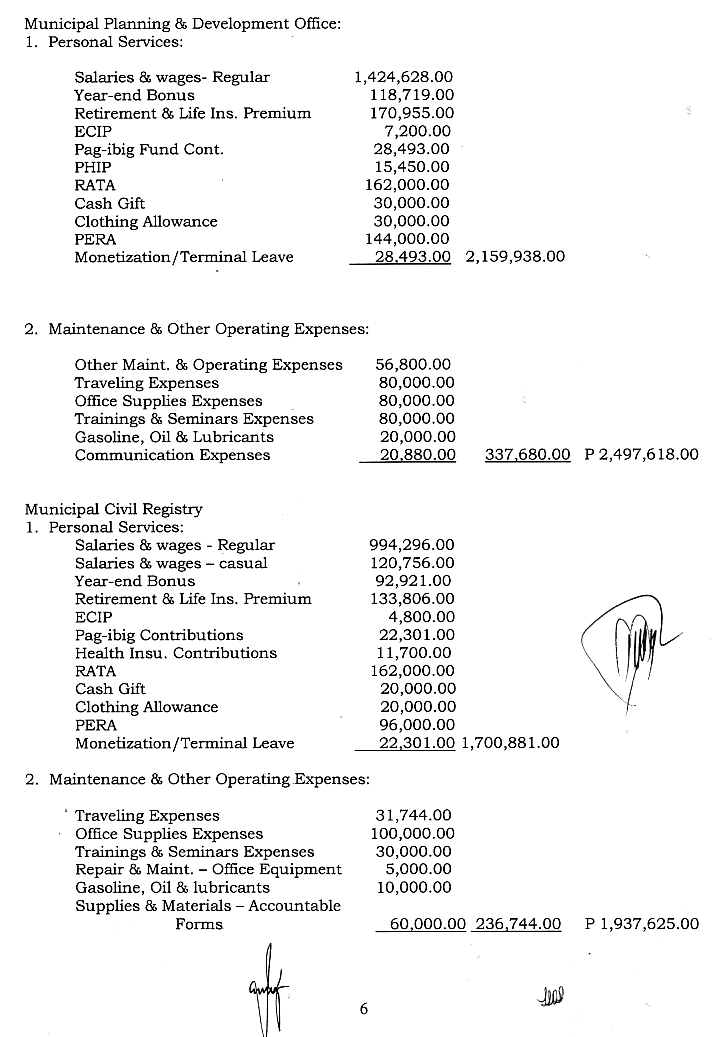 Municipal Planning & Development Office:
1. Personal Services:
Salaries & wages- Regular 1,424,628.00
Year-end Bonus 118,719.00
Retirement & Life Ins. Premium 170,955.00
ECIP 7,200.00
Pag-ibig Fund Cont. 28,493.00
PHIP 15,450.00
RATA 162,000.00
Cash Gift 30,000.00
Clothing Allowance 30,000.00
PERA 144,000.00
Monetization/Terminal Leave 28,493.00 2,159,938.00
2. Maintenance & Other Operating Expenses:
Other Maint. & Operating Expenses 56,800.00
Traveling Expenses 80,000.00
Office Supplies Expenses 80,000.00
Trainings & Seminars Expenses 80,000.00
Gasoline, Oil & Lubricants 20,000.00
Communication Expenses 20,880.00 337,680.00 P 2,497,618.00
Municipal Civil Registry
1. Personal Services:
Salaries & wages - Regular 994,296.00
Salaries & wages – casual 120,756.00
Year-end Bonus 92,921.00
Retirement & Life Ins. Premium 133,806.00
ECIP 4,800.00
Pag-ibig Contributions 22,301.00
Health Insu. Contributions 11,700.00
RATA 162,000.00
Cash Gift 20,000.00
Clothing Allowance 20,000.00
PERA 96,000.00
Monetization/Terminal Leave 22,301.00 1,700,881.00
2. Maintenance & Other Operating Expenses:
Traveling Expenses 31,744.00
Office Supplies Expenses 100,000.00
Trainings & Seminars Expenses 30,000.00
Repair & Maint. – Office Equipment 5,000.00
Gasoline, Oil & lubricants 10,000.00
Supplies & Materials – Accountable
Forms 60,000.00 236,744.00 P 1,937,625.00
6